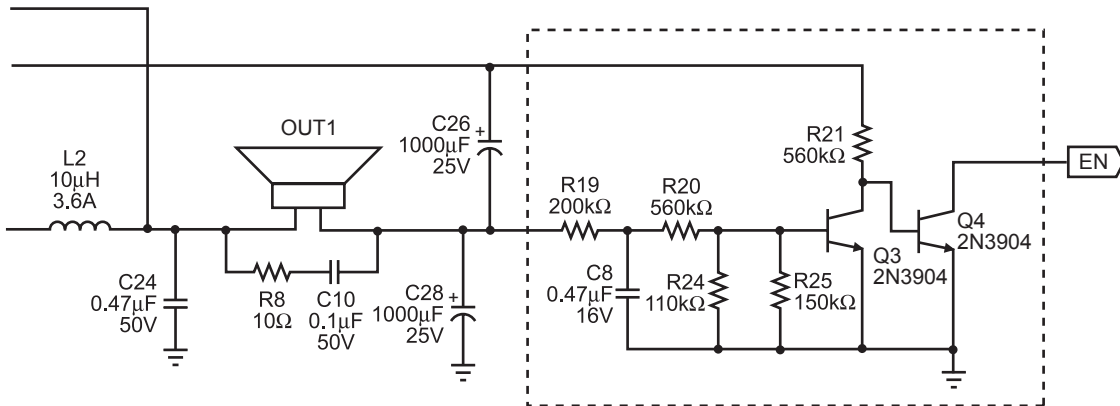 L2
10µH
3.6A
C24
0.47µF
50V
OUT1
R8
10Ω
C10
0.1µF
50V
C26
1000µF
25V
+
C28
1000µF
25V
+
R19
200kΩ
R20
560kΩ
C8
0.47µF
16V
R24
110kΩ
R25
150kΩ
R21
560kΩ
Q3
2N3904
Q4
2N3904
EN